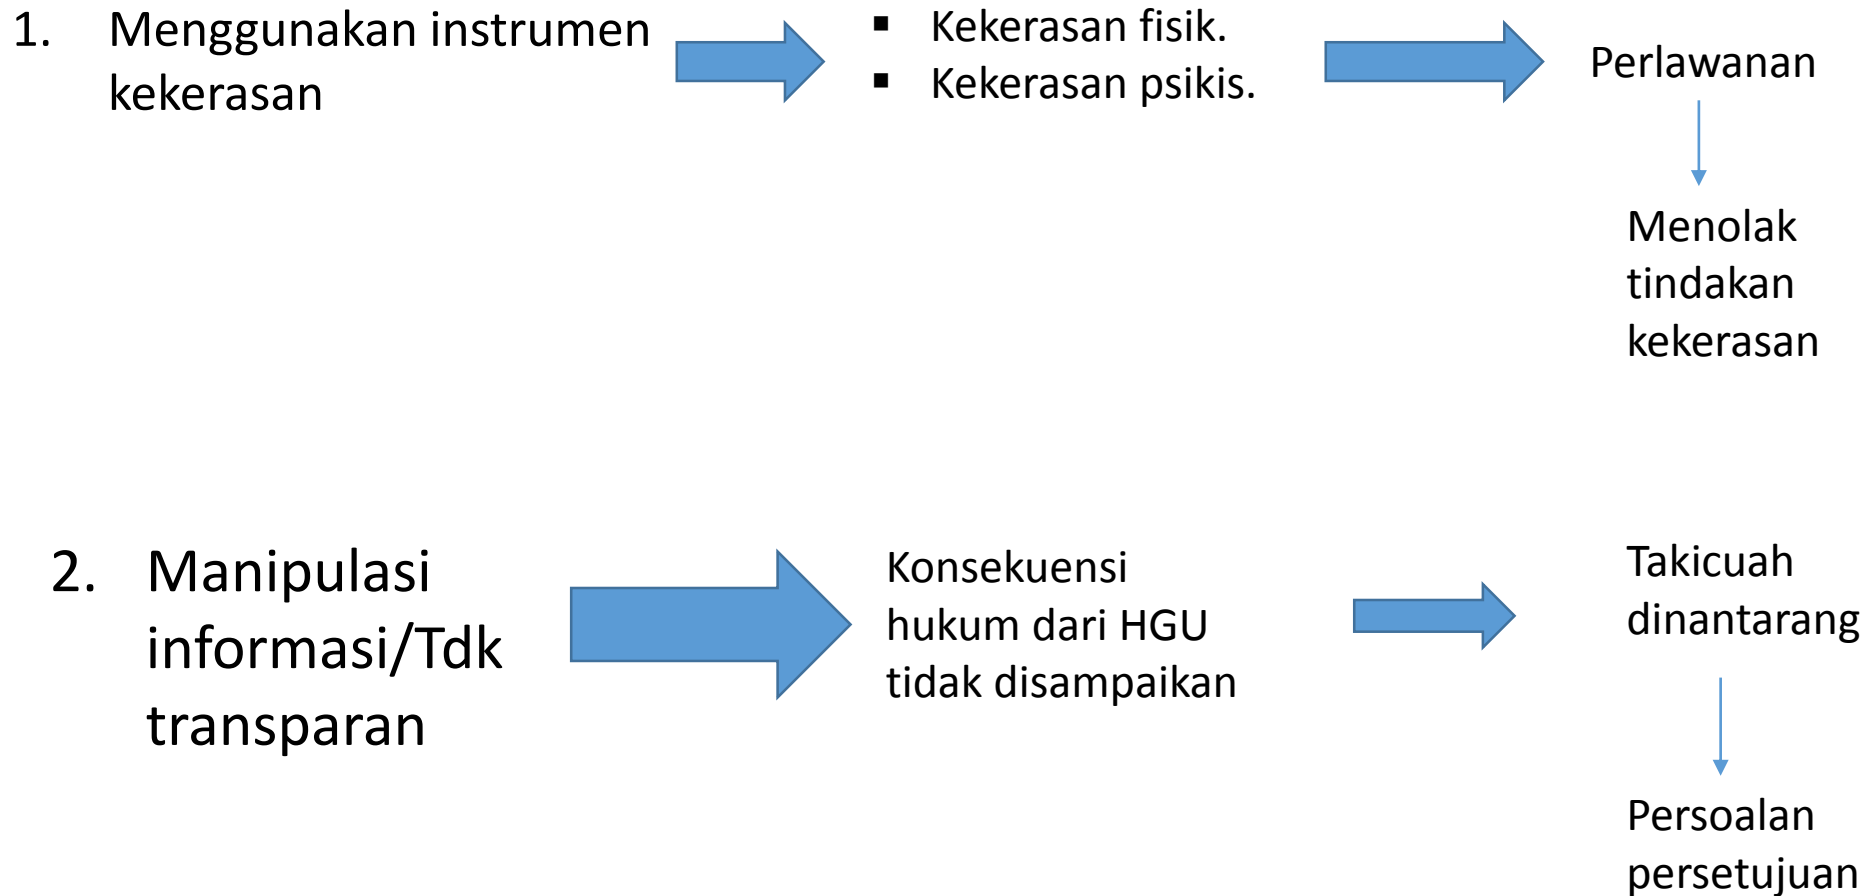 1. Menggunakan instrumen
kekerasan
▪ Kekerasan fisik.
▪ Kekerasan psikis.
Perlawanan
Menolak
tindakan
kekerasan
2. Manipulasi
informasi/Tdk
transparan
Konsekuensi
hukum dari HGU
tidak disampaikan
Takicuah
dinantarang
Persoalan
persetujuan